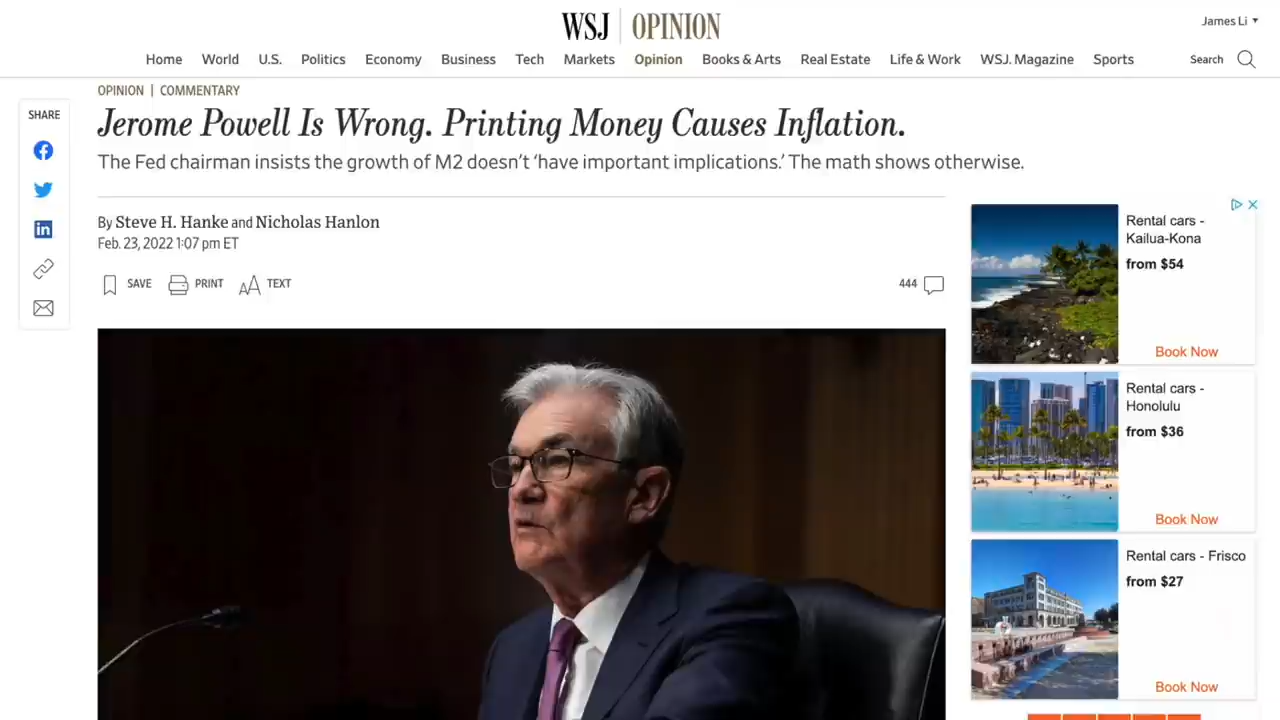 WSJ OPINION
James Li
Home World U.S. Politics Economy Business Tech Markets Opinion Books & Arts Real Estate Life & Work WSJ. Magazine Sports Search
SHARE
OPINION | COMMENTARY
Jerome Powell Is Wrong. Printing Money Causes Inflation.
The Fed chairman insists the growth of M2 doesn’t ‘have important implications.’ The math shows otherwise.
By Steve H. Hanke and Nicholas Hanlon
Feb. 23, 2022 1:07 pm ET
SAVE PRINT AA TEXT
444
Rental cars -
Kailua-Kona
from $54
Book Now
Rental cars -
Honolulu
from $36
Book Now
Rental cars - Frisco
from $27
Book Now